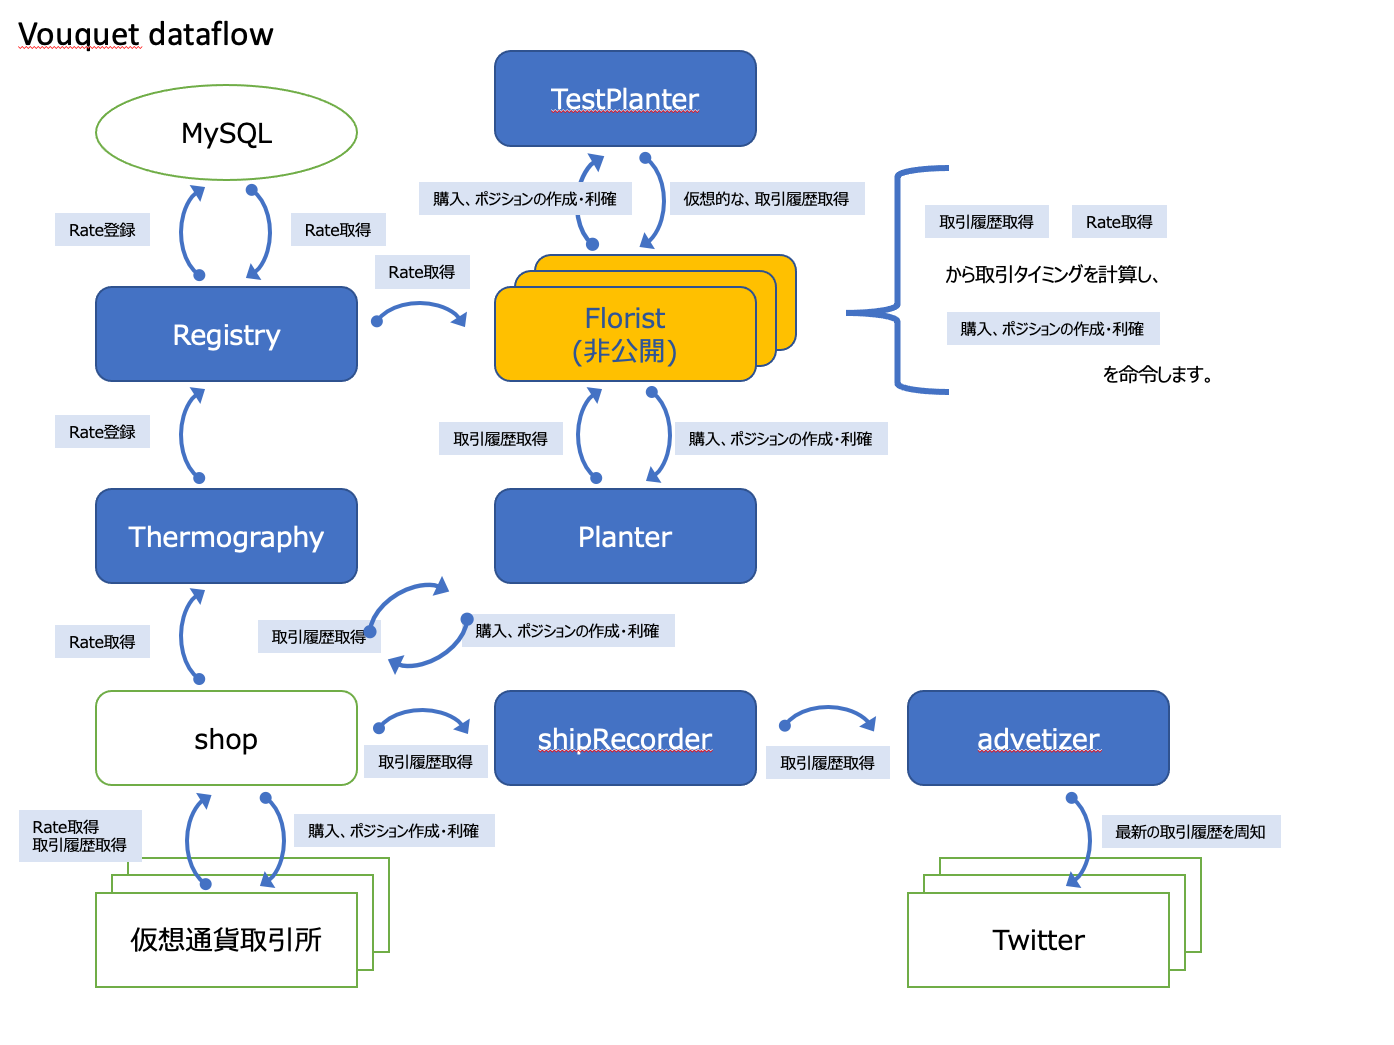 Vouquet dataflow
TestPlanter
MySQL
購入、ポジションの作成・利確
仮想的な、取引履歴取得
Rate登録
Rate取得
取引履歴取得
Rate取得
から取引タイミングを計算し、
購入、ポジションの作成・利確
を命令します。
Rate取得
Registry
Florist
(非公開)
Rate登録
取引履歴取得
購入、ポジションの作成・利確
Thermography
Planter
Rate取得
取引履歴取得
購入、ポジションの作成・利確
shop
shipRecorder
advetizer
取引履歴取得
取引履歴取得
Rate取得
取引履歴取得
購入、ポジション作成・利確
最新の取引履歴を周知
仮想通貨取引所
Twitter